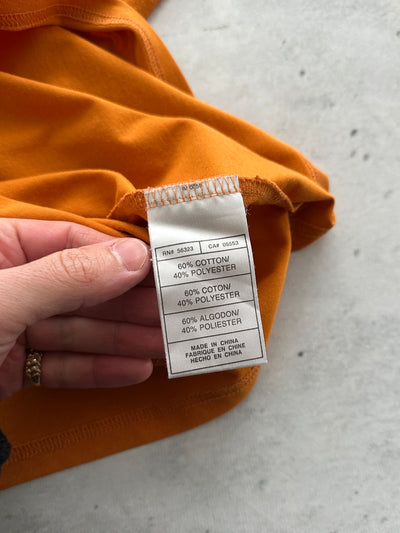 RN# 56323 CA# 05553
60% COTTON/
40% POLYESTER
60% COTON/
40% POLYESTER
60% ALGODON/
40% POLIESTER
MADE IN CHINA
FABRIQUE EN CHINE
HECHO EN CHINA